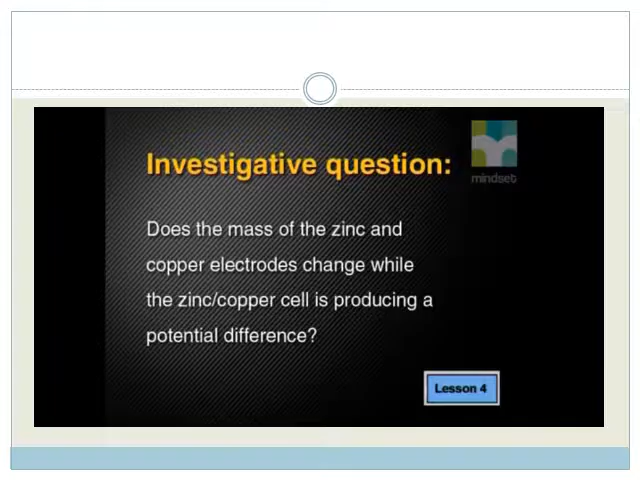 mindset
Investigative question:
Does the mass of the zinc and
copper electrodes change while
the zinc/copper cell is producing a
potential difference?
Lesson 4